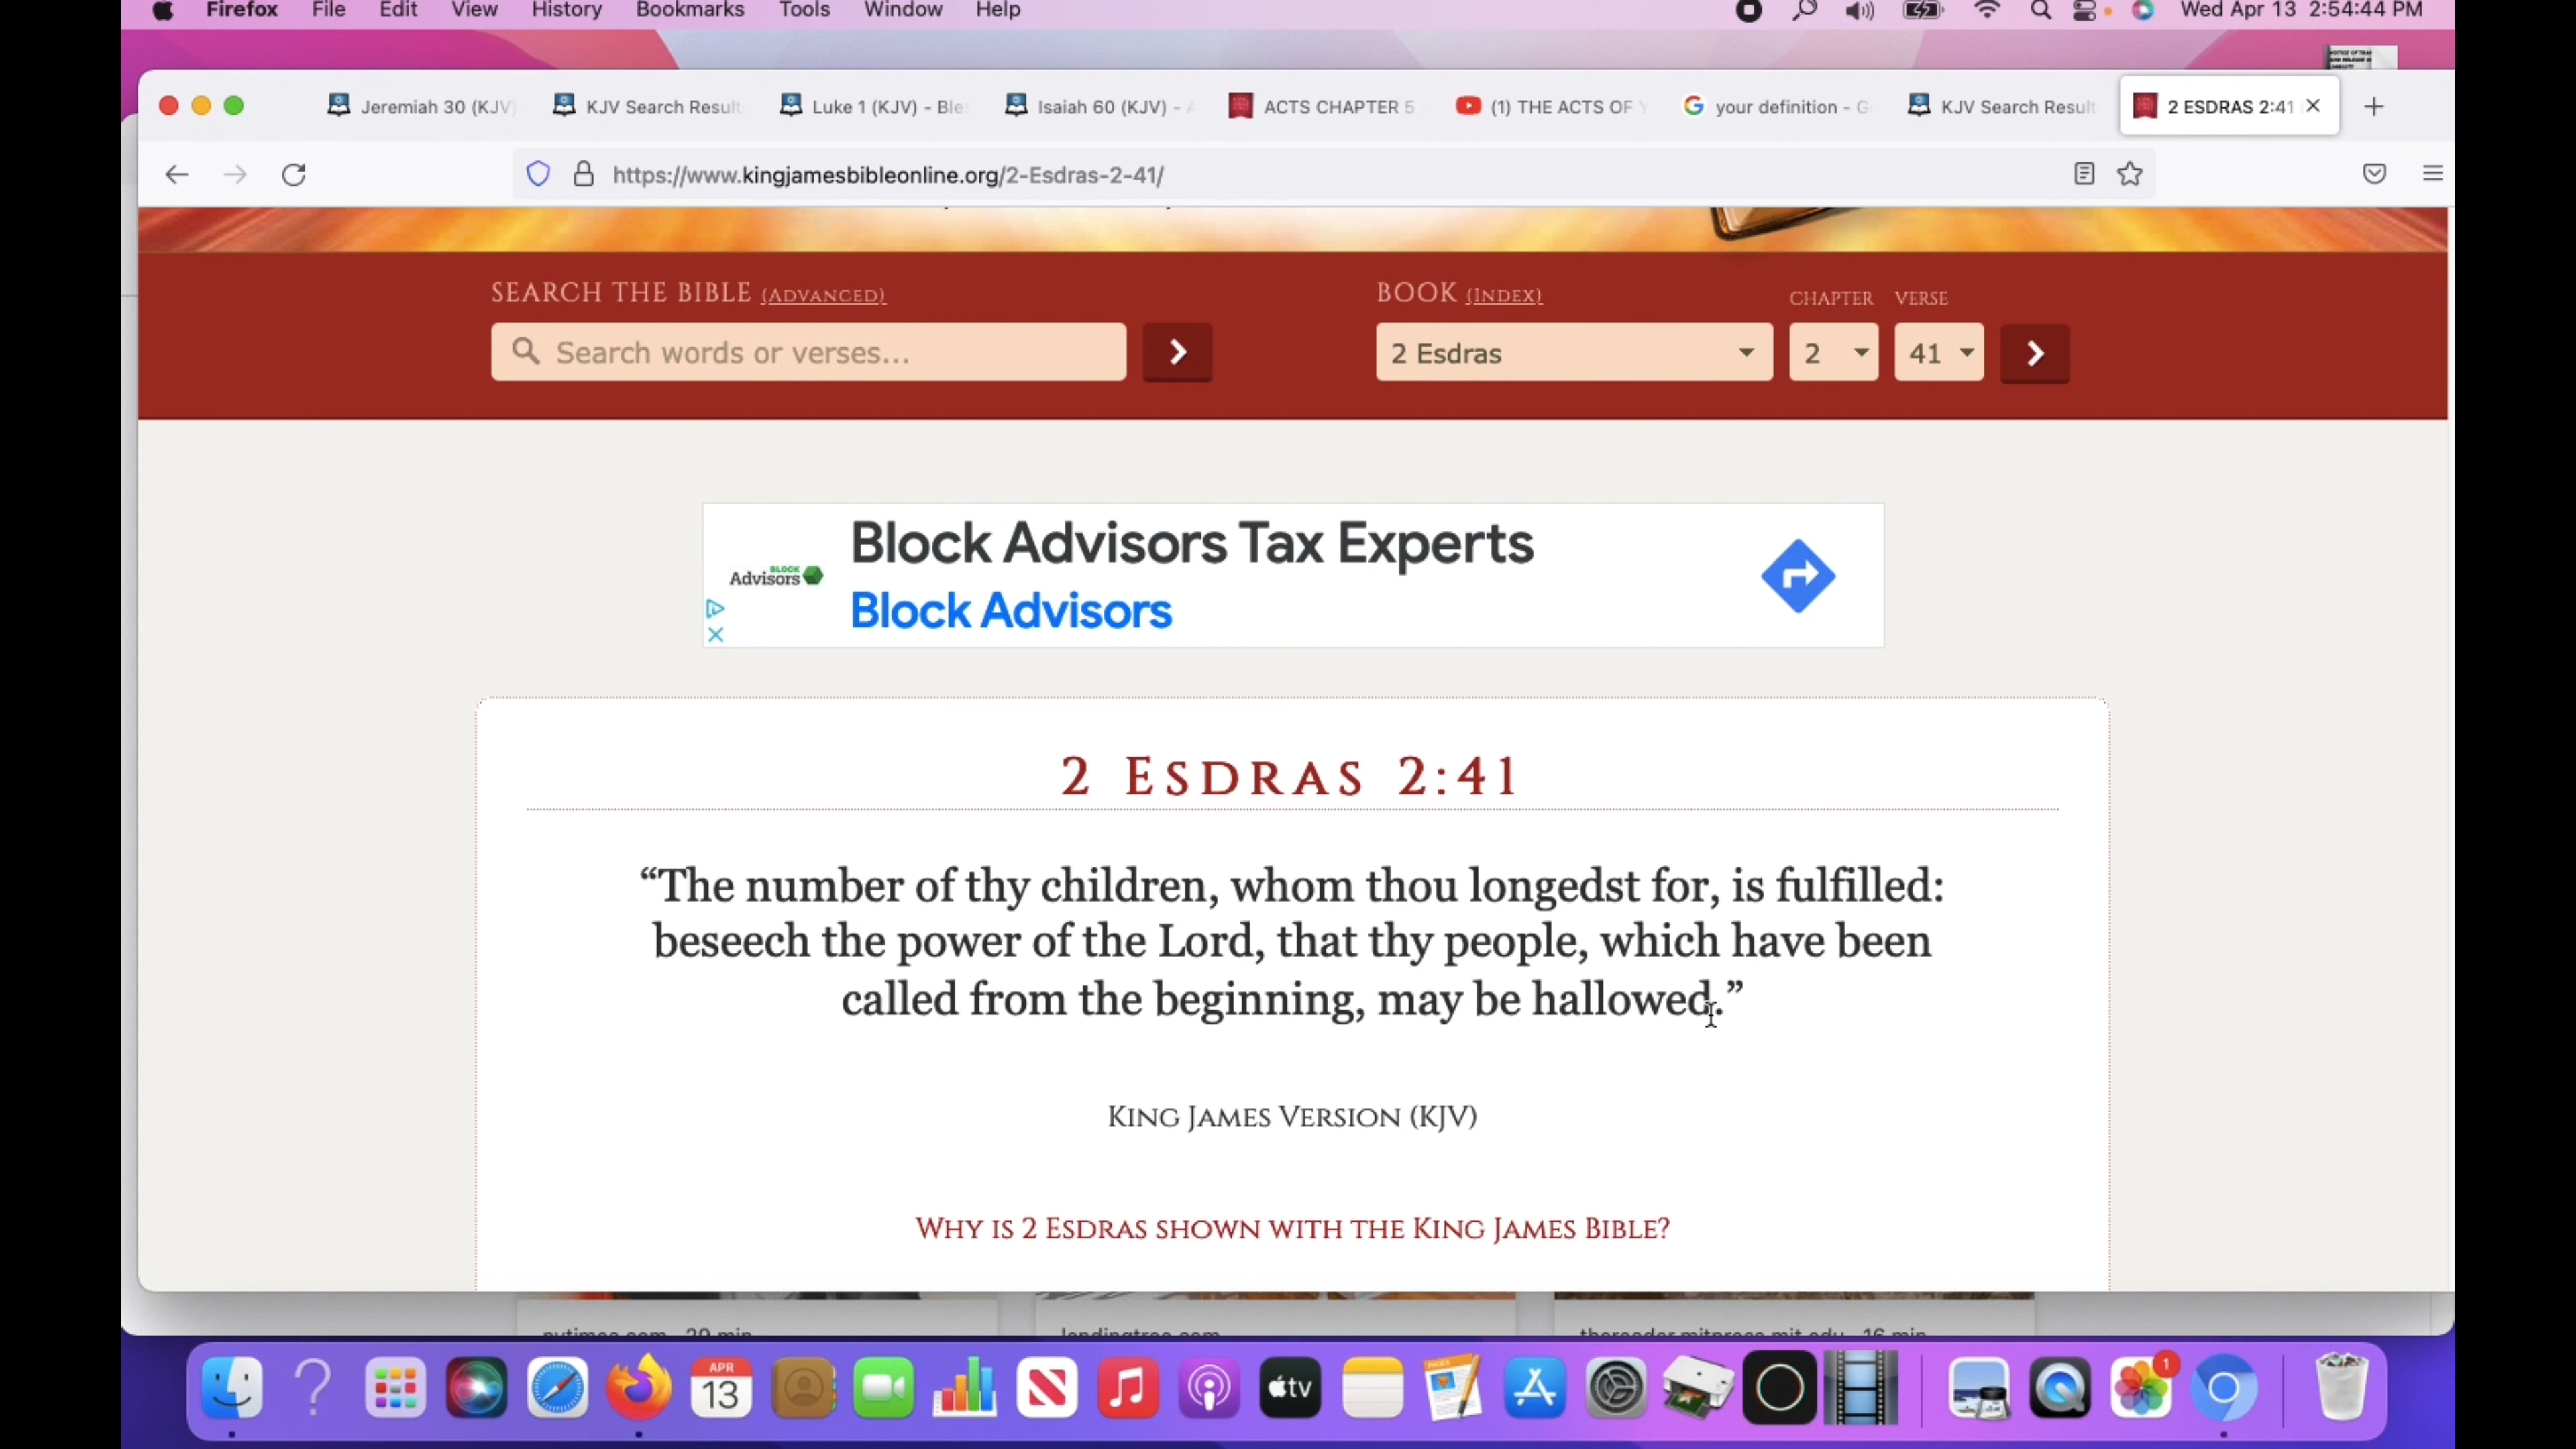 Firefox File Edit View History Bookmarks Tools Window Help Wed Apr 13 2:54:44 PM
Jeremiah 30 (KJV) KJV Search Result Luke 1 (KJV) - Ble Isaiah 60 (KJV) - ACTS CHAPTER 5 (1) THE ACTS OF your definition - G KJV Search Result 2 ESDRAS 2:41
https://www.kingjamesbibleonline.org/2-Esdras-2-41/
SEARCH THE BIBLE (ADVANCED) BOOK (INDEX) CHAPTER VERSE
Search words or verses... 2 Esdras 2 41
Block Advisors Tax Experts
BLOCK
Advisors
Block Advisors
2 ESDRAS 2:41
“The number of thy children, whom thou longedst for, is fulfilled:
beseech the power of the Lord, that thy people, which have been
called from the beginning, may be hallowed.”
KING JAMES VERSION (KJV)
WHY IS 2 ESDRAS SHOWN WITH THE KING JAMES BIBLE?
APR
13
PAGES
tv
1